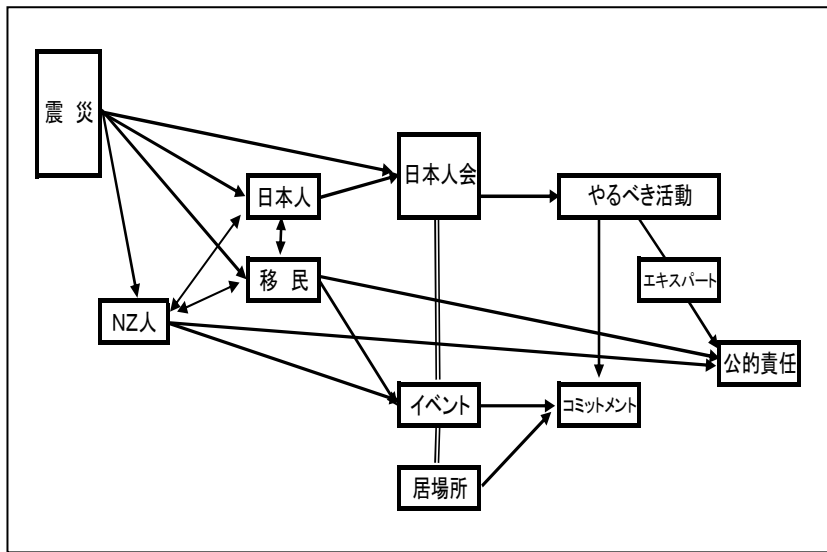 震 災
日本人会
日本人
やるべき活動
移 民
エキスパート
NZ人
公的責任
イベント
コミットメント
居場所